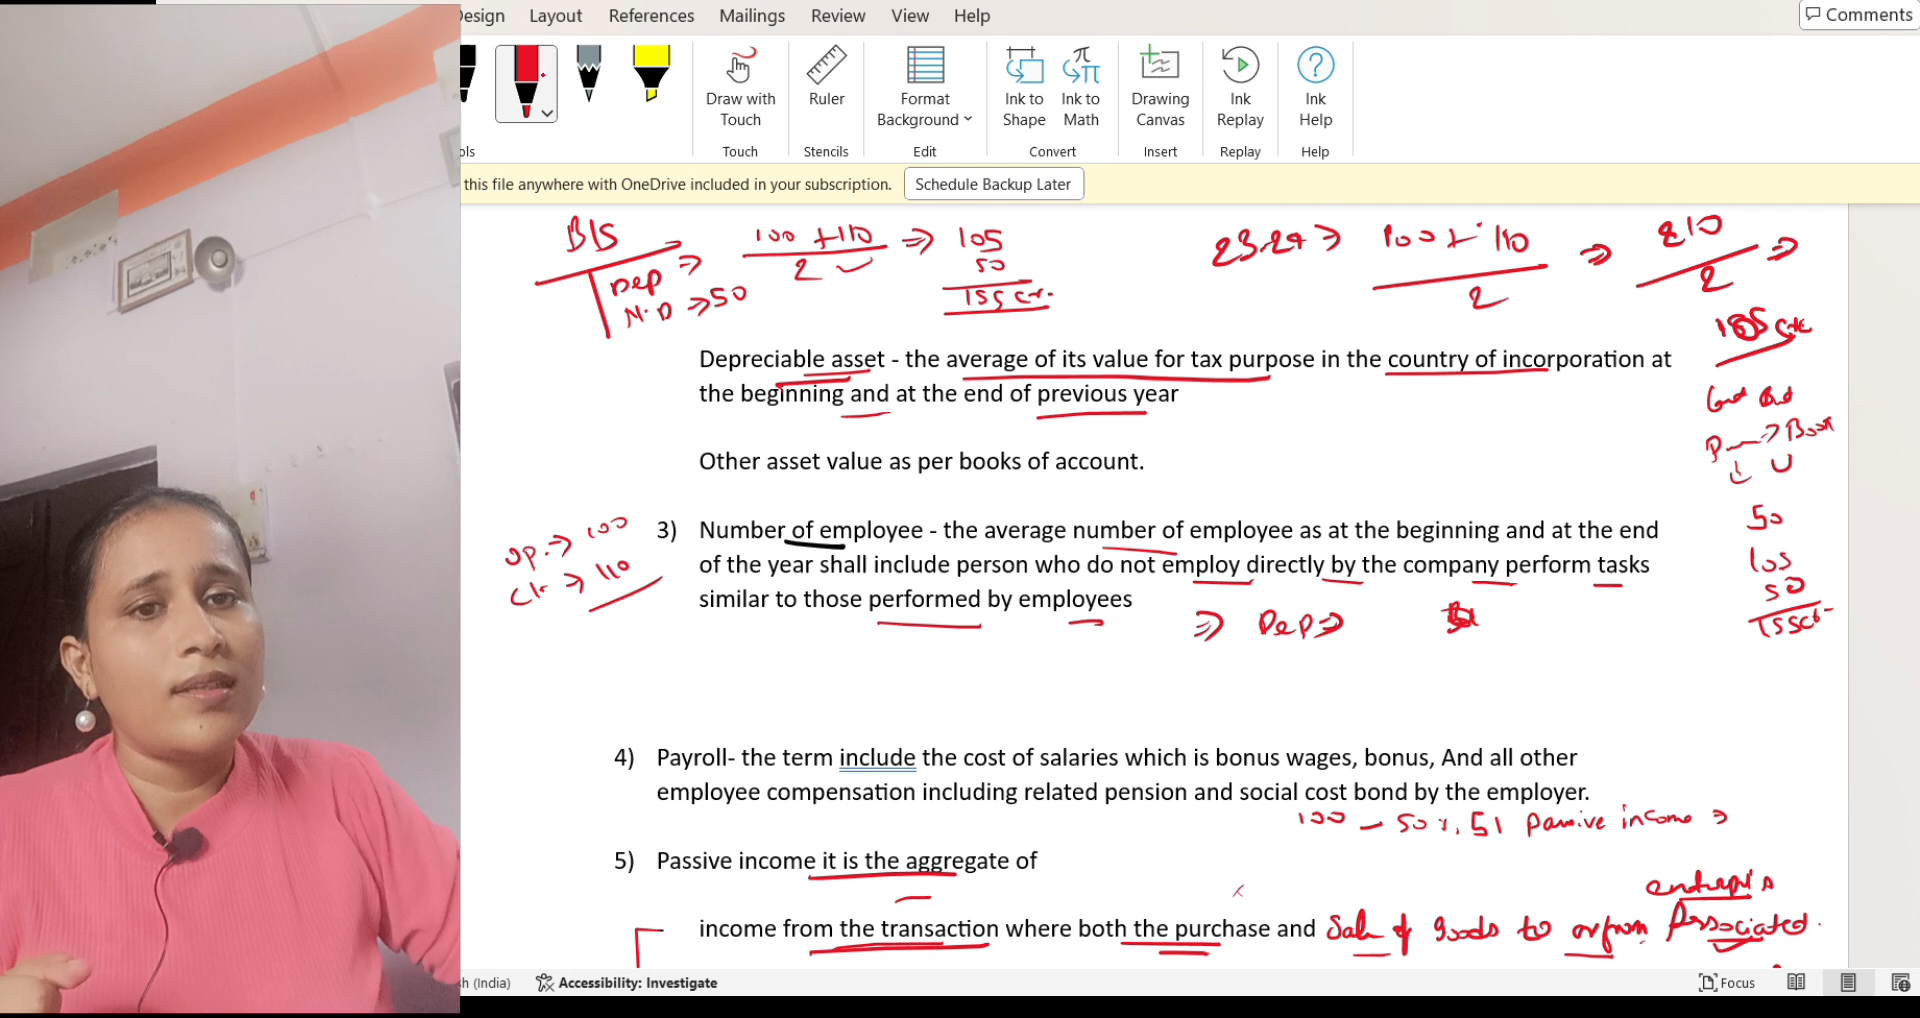 Design Layout References Mailings Review View Help
Comments
Draw with Touch
Ruler
Format Background
Ink to Shape
Ink to Math
Drawing Canvas
Ink Replay
Ink Help
ols
Touch
Stencils
Edit
Convert
Insert
Replay
Help
this file anywhere with OneDrive included in your subscription. Schedule Backup Later
B/S
Dep ⇒ 100 + 110 / 2 ⇒ 105
N.D ⇒ 50
50
155 cr.
23-24 ⇒ 100 + 110 / 2 ⇒ 210 / 2 ⇒
105
Depreciable asset - the average of its value for tax purpose in the country of incorporation at
the beginning and at the end of previous year
Other asset value as per books of account.
50
105
50
155cr
Op. → 100
Cl → 110
3) Number of employee - the average number of employee as at the beginning and at the end
of the year shall include person who do not employ directly by the company perform tasks
similar to those performed by employees
⇒ Dep ⇒
4) Payroll- the term include the cost of salaries which is bonus wages, bonus, And all other
employee compensation including related pension and social cost bond by the employer.
100 - 50%. 51 Passive income ⇒
5) Passive income it is the aggregate of
income from the transaction where both the purchase and Sale of goods to or from Associated.
h (India) Accessibility: Investigate Focus